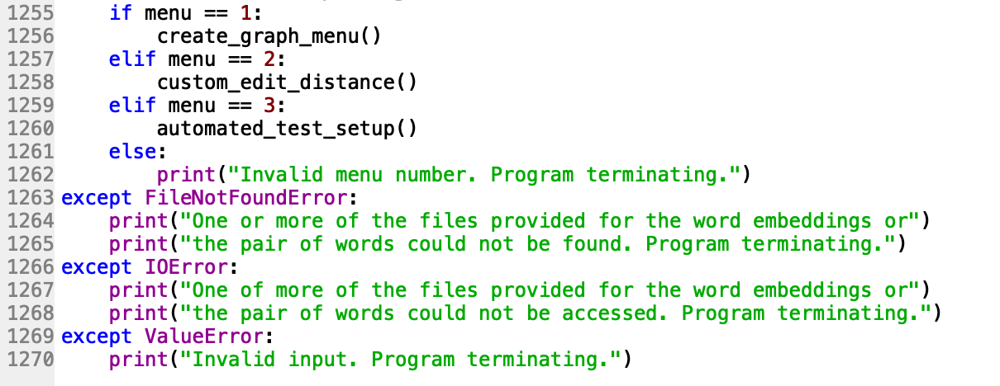 1255 if menu == 1:
1256 create_graph_menu()
1257 elif menu == 2:
1258 custom_edit_distance()
1259 elif menu == 3:
1260 automated_test_setup()
1261 else:
1262 print("Invalid menu number. Program terminating.")
1263 except FileNotFoundError:
1264 print("One or more of the files provided for the word embeddings or")
1265 print("the pair of words could not be found. Program terminating.")
1266 except IOError:
1267 print("One of more of the files provided for the word embeddings or")
1268 print("the pair of words could not be accessed. Program terminating.")
1269 except ValueError:
1270 print("Invalid input. Program terminating.")